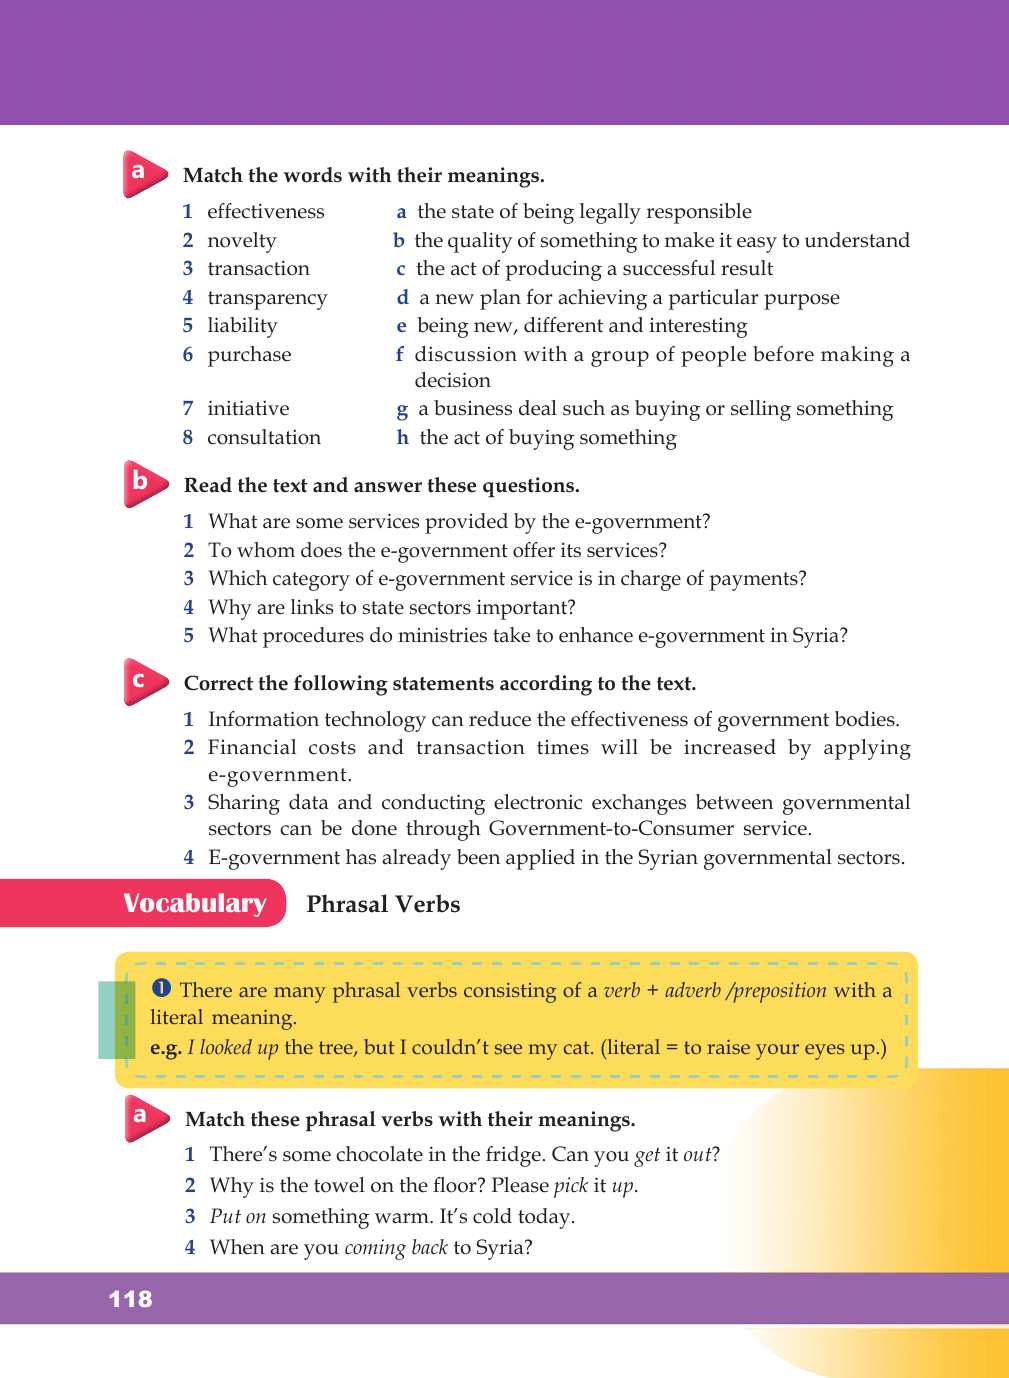 a Match the words with their meanings.
1 effectiveness a the state of being legally responsible
2 novelty b the quality of something to make it easy to understand
3 transaction c the act of producing a successful result
4 transparency d a new plan for achieving a particular purpose
5 liability e being new, different and interesting
6 purchase f discussion with a group of people before making a
decision
7 initiative g a business deal such as buying or selling something
8 consultation h the act of buying something
b Read the text and answer these questions.
1 What are some services provided by the e-government?
2 To whom does the e-government offer its services?
3 Which category of e-government service is in charge of payments?
4 Why are links to state sectors important?
5 What procedures do ministries take to enhance e-government in Syria?
c Correct the following statements according to the text.
1 Information technology can reduce the effectiveness of government bodies.
2 Financial costs and transaction times will be increased by applying
e-government.
3 Sharing data and conducting electronic exchanges between governmental
sectors can be done through Government-to-Consumer service.
4 E-government has already been applied in the Syrian governmental sectors.
Vocabulary Phrasal Verbs
❶ There are many phrasal verbs consisting of a verb + adverb /preposition with a
literal meaning.
e.g. I looked up the tree, but I couldn't see my cat. (literal = to raise your eyes up.)
a Match these phrasal verbs with their meanings.
1 There's some chocolate in the fridge. Can you get it out?
2 Why is the towel on the floor? Please pick it up.
3 Put on something warm. It's cold today.
4 When are you coming back to Syria?
118